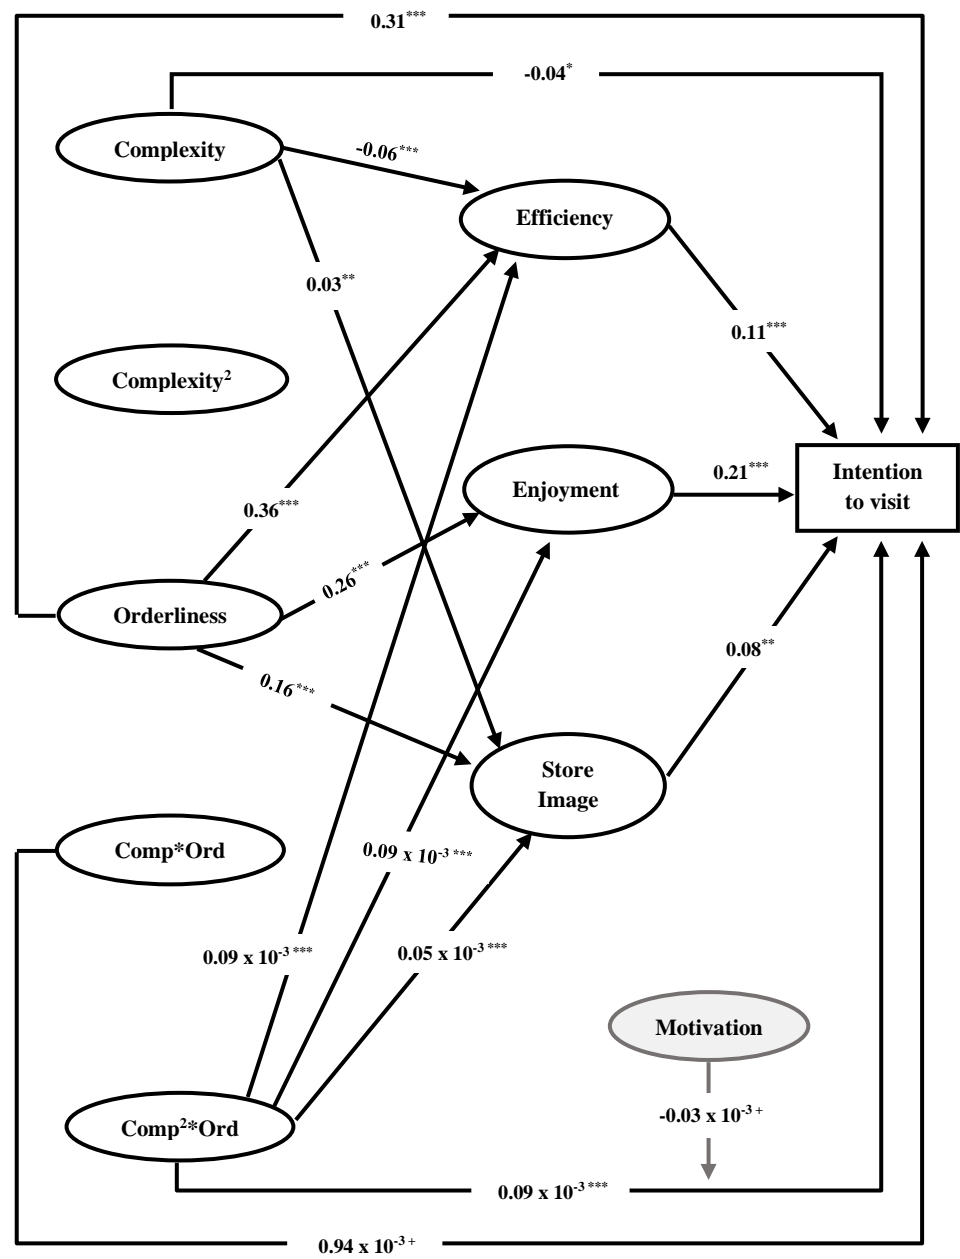 0.31***
-0.04*
Complexity
-0.06***
Efficiency
0.03**
0.11***
Complexity²
Enjoyment
0.21***
Intention
to visit
0.36***
0.26***
Orderliness
0.08**
0.16***
Store
Image
Comp*Ord
0.09 x 10⁻³ ***
0.09 x 10⁻³ ***
0.05 x 10⁻³ ***
Motivation
-0.03 x 10⁻³ ⁺
Comp²*Ord
0.09 x 10⁻³ ***
0.94 x 10⁻³ ⁺